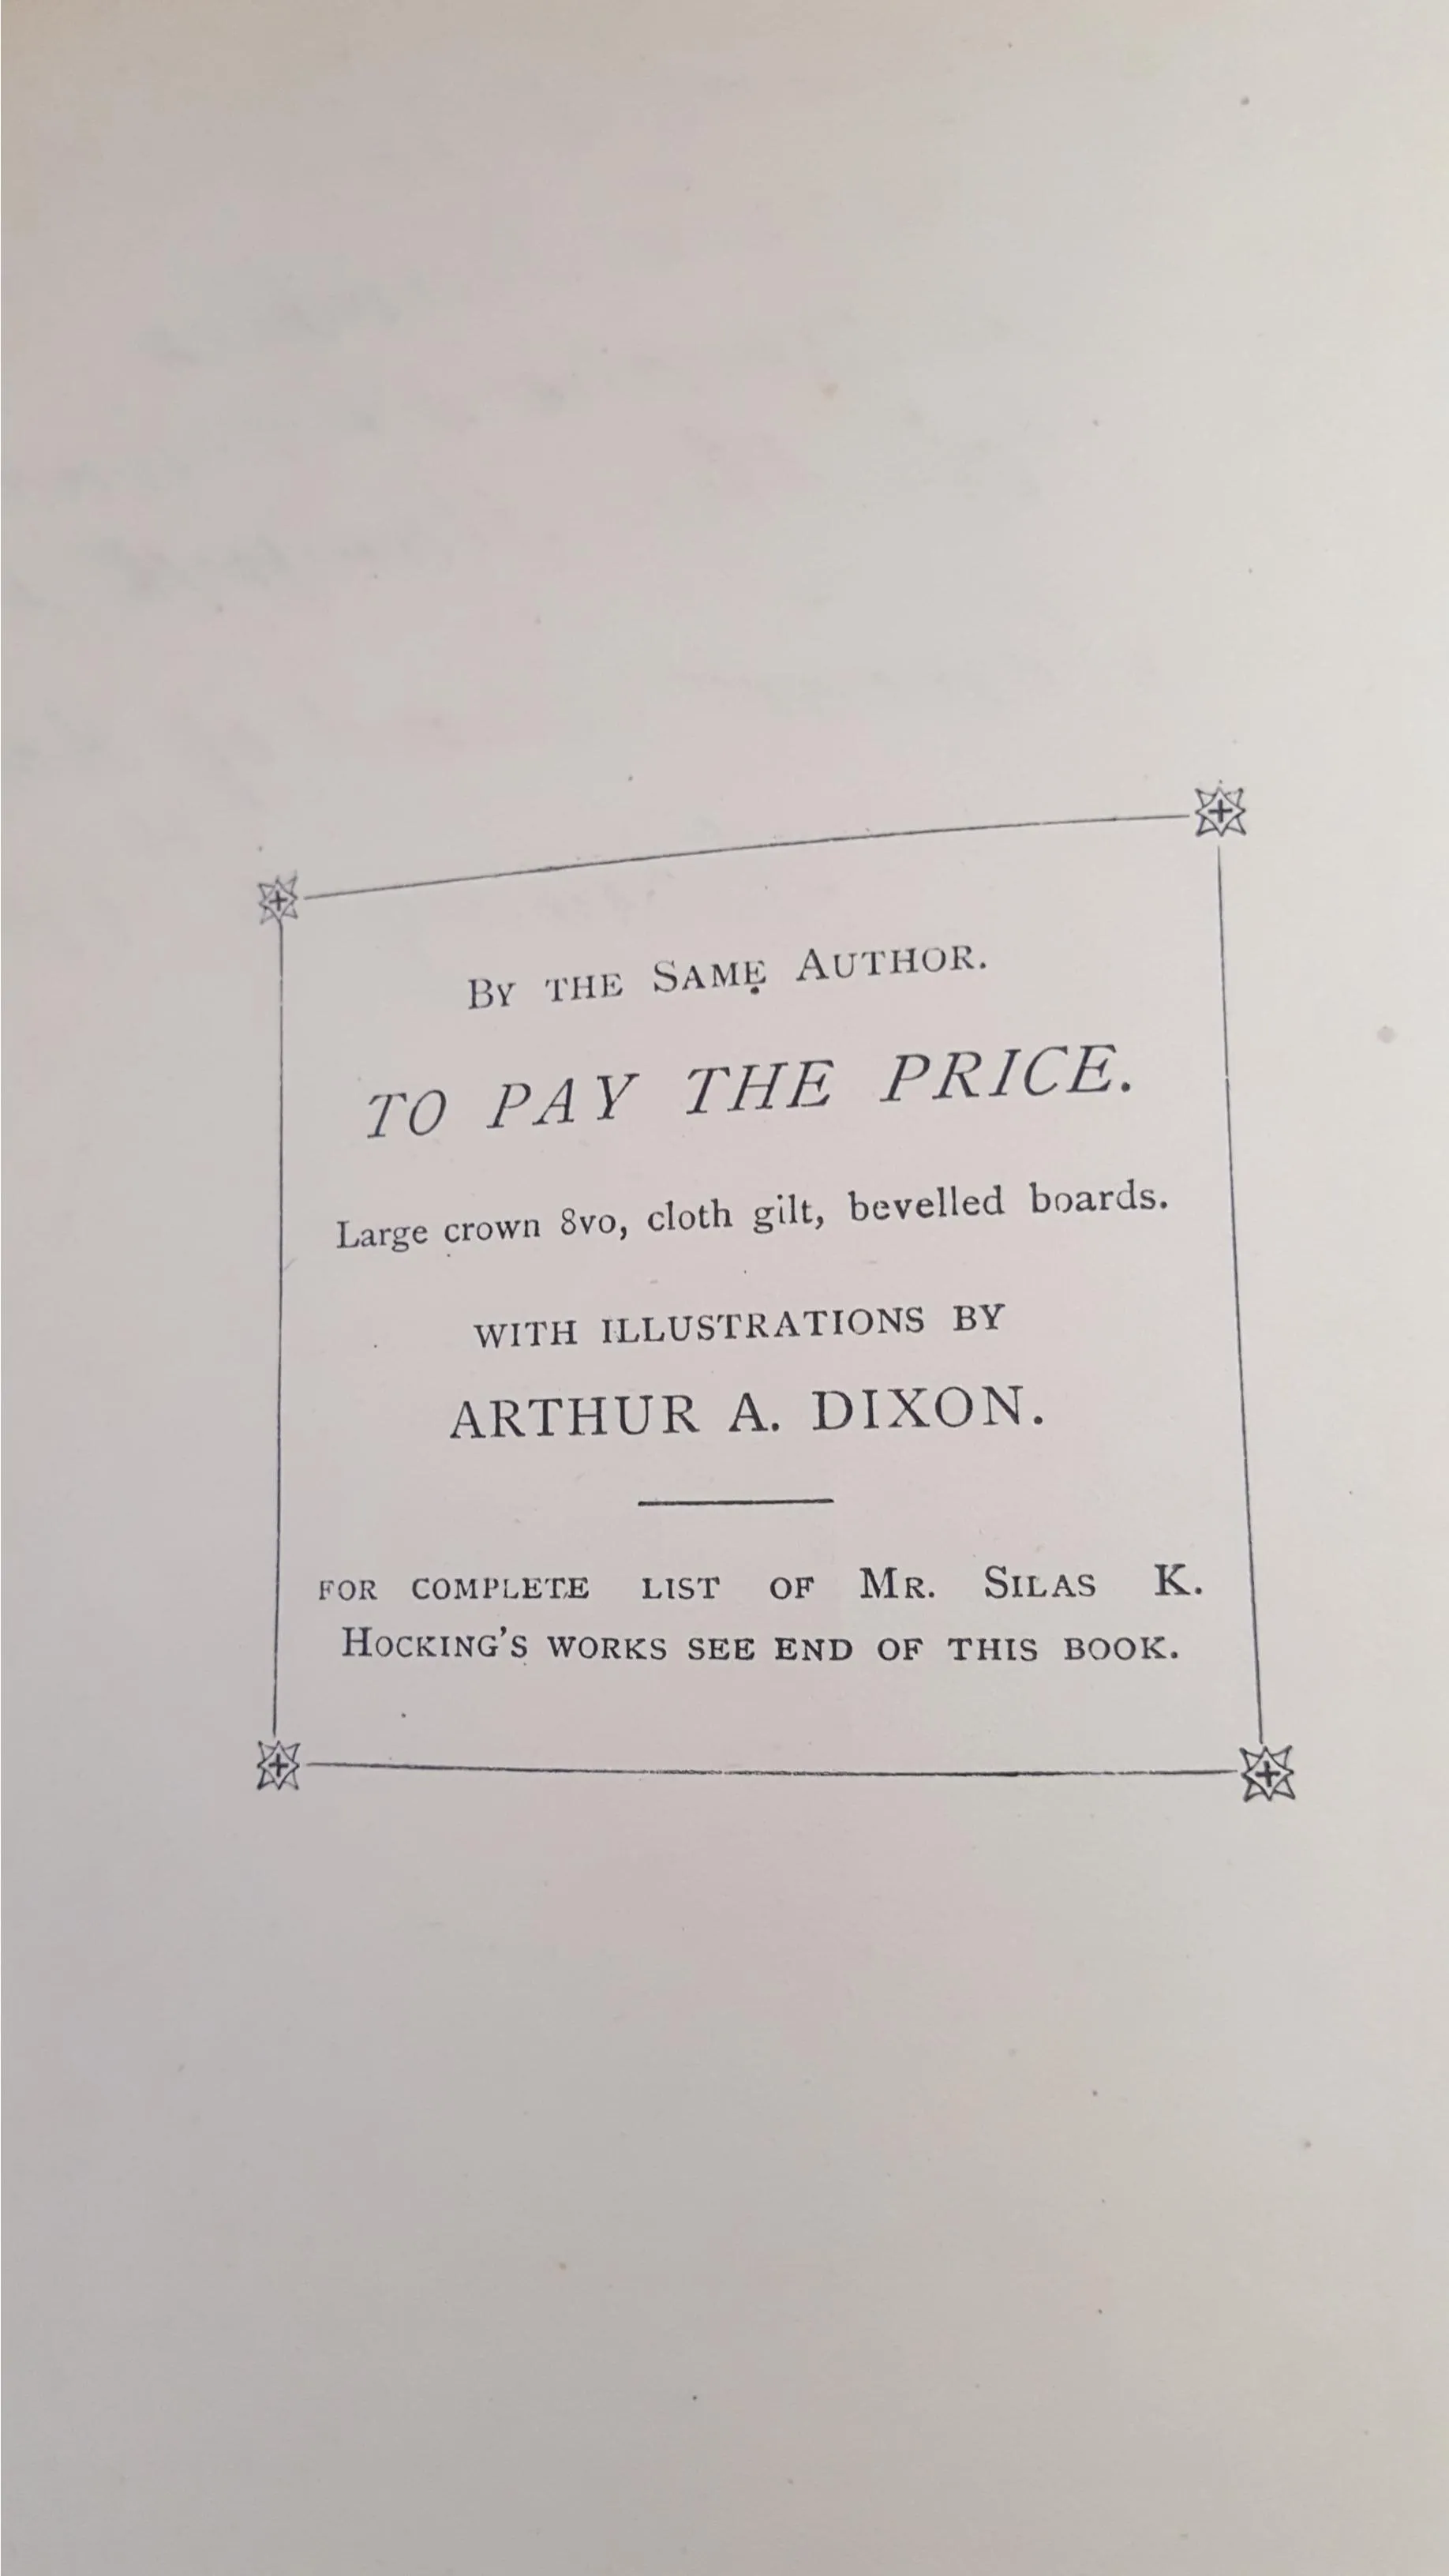 By the Same Author.
TO PAY THE PRICE.
Large crown 8vo, cloth gilt, bevelled boards.
WITH ILLUSTRATIONS BY
ARTHUR A. DIXON.
FOR COMPLETE LIST OF MR. SILAS K.
HOCKING'S WORKS SEE END OF THIS BOOK.